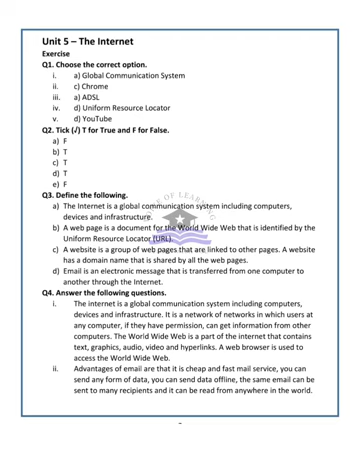 Unit 5 – The Internet
Exercise
Q1. Choose the correct option.
i. a) Global Communication System
ii. c) Chrome
iii. a) ADSL
iv. d) Uniform Resource Locator
v. d) YouTube
Q2. Tick (√) T for True and F for False.
a) F
b) T
c) T
d) T
e) F
Q3. Define the following.
a) The Internet is a global communication system including computers,
devices and infrastructure.
b) A web page is a document for the World Wide Web that is identified by the
Uniform Resource Locator (URL).
c) A website is a group of web pages that are linked to other pages. A website
has a domain name that is shared by all the web pages.
d) Email is an electronic message that is transferred from one computer to
another through the Internet.
Q4. Answer the following questions.
i. The internet is a global communication system including computers,
devices and infrastructure. It is a network of networks in which users at
any computer, if they have permission, can get information from other
computers. The World Wide Web is a part of the internet that contains
text, graphics, audio, video and hyperlinks. A web browser is used to
access the World Wide Web.
ii. Advantages of email are that it is cheap and fast mail service, you can
send any form of data, you can send data offline, the same email can be
sent to many recipients and it can be read from anywhere in the world.